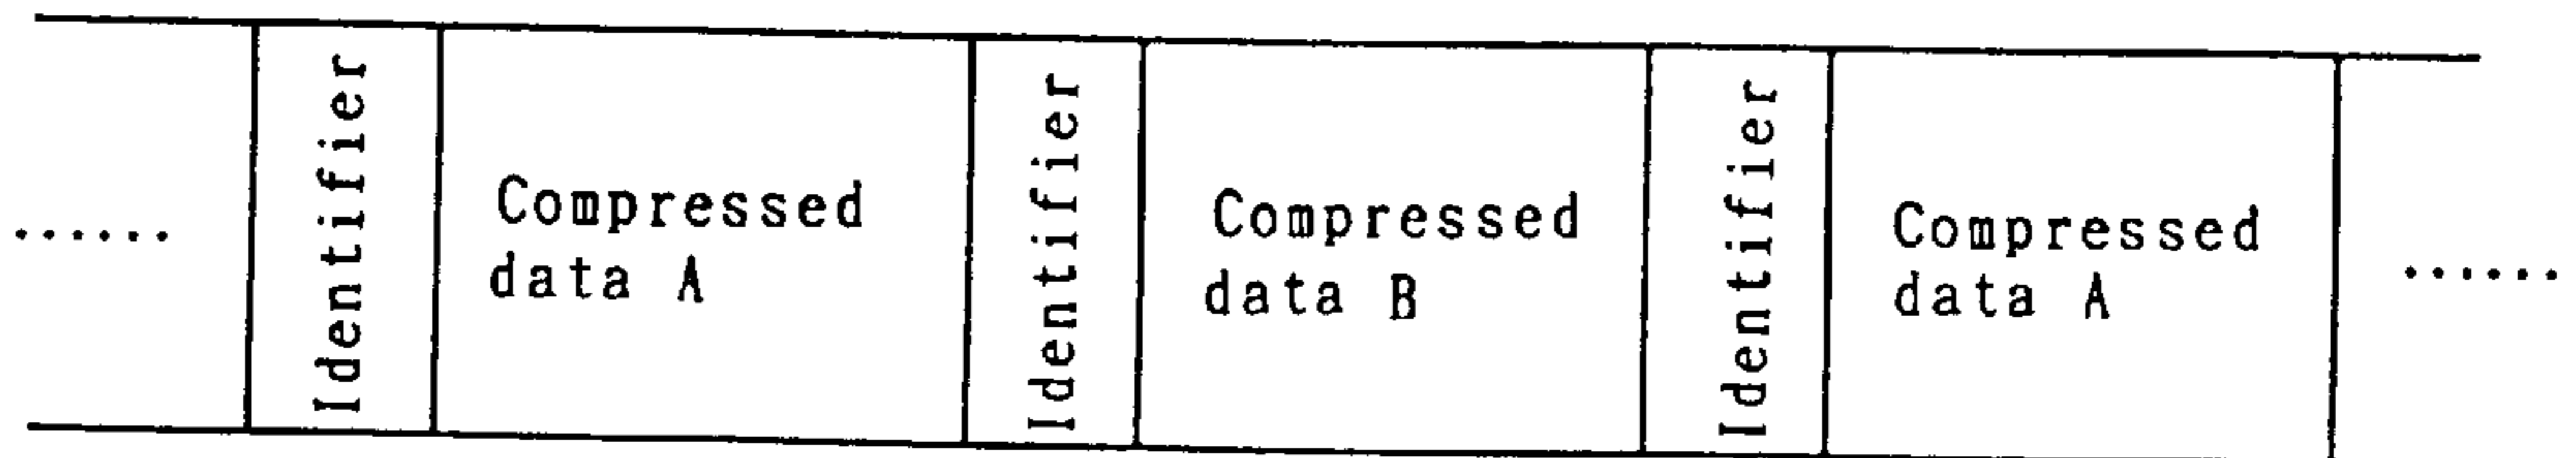 ......
Identifier
Compressed
data A
Identifier
Compressed
data B
Identifier
Compressed
data A
......